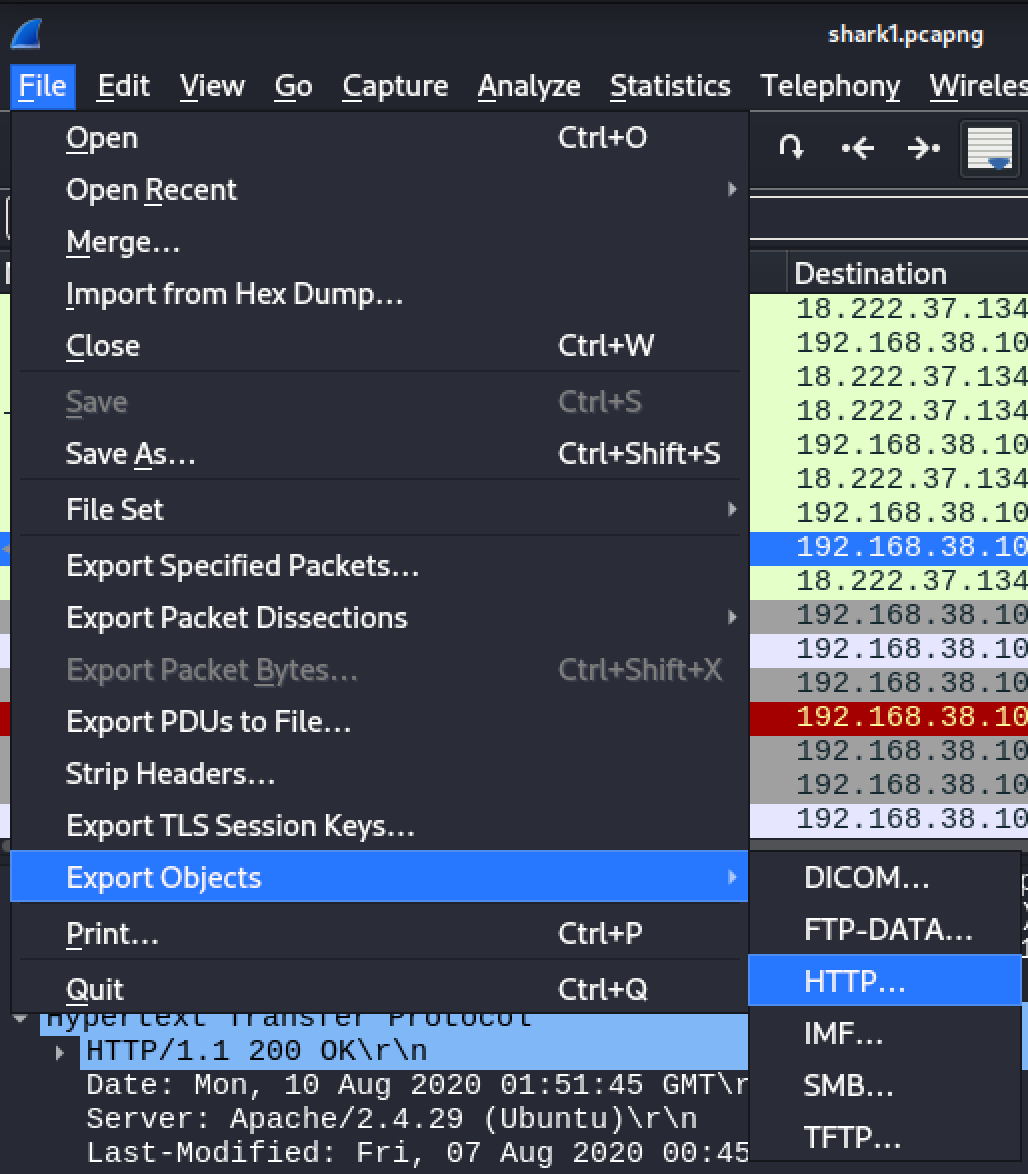 shark1.pcapng
File Edit View Go Capture Analyze Statistics Telephony
Open Ctrl+O
Open Recent
Merge...
Import from Hex Dump...
Close Ctrl+W
Save Ctrl+S
Save As... Ctrl+Shift+S
File Set
Export Specified Packets...
Export Packet Dissections
Export Packet Bytes... Ctrl+Shift+X
Export PDUs to File...
Strip Headers...
Export TLS Session Keys...
Export Objects
Print... Ctrl+P
Quit Ctrl+Q
Destination
18.222.37.134
192.168.38.10
18.222.37.134
18.222.37.134
192.168.38.10
18.222.37.134
192.168.38.10
192.168.38.10
18.222.37.134
192.168.38.10
192.168.38.10
192.168.38.10
192.168.38.10
192.168.38.10
192.168.38.10
192.168.38.10
DICOM...
FTP-DATA...
HTTP...
IMF...
SMB...
TFTP...
Hypertext Transfer Protocol
HTTP/1.1 200 OK\r\n
Date: Mon, 10 Aug 2020 01:51:45 GMT\r
Server: Apache/2.4.29 (Ubuntu)\r\n
Last-Modified: Fri, 07 Aug 2020 00:45